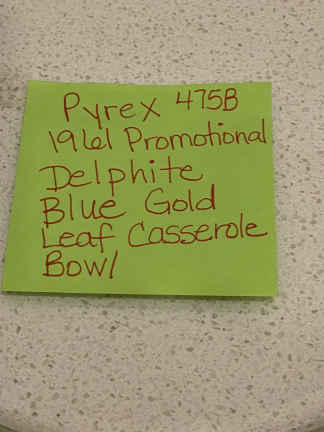 Pyrex 475B
1961 Promotional
Delphite
Blue Gold
Leaf Casserole
Bowl